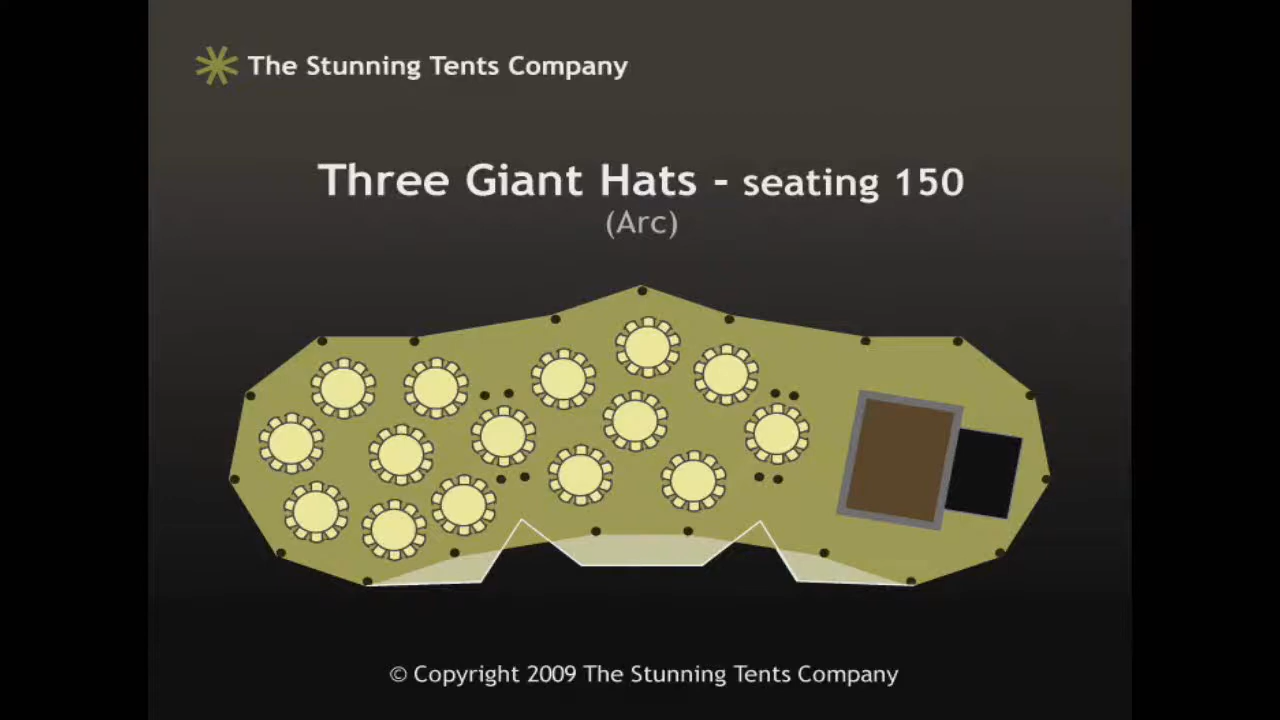 The Stunning Tents Company
Three Giant Hats - seating 150
(Arc)
© Copyright 2009 The Stunning Tents Company